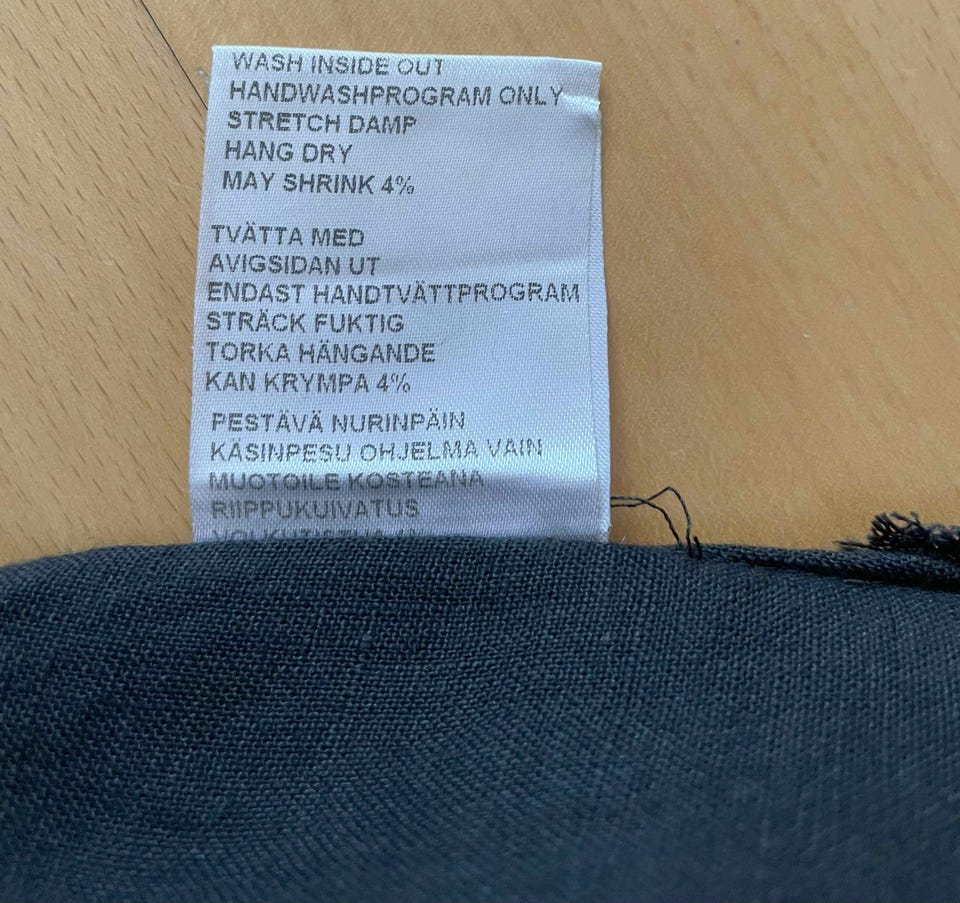 WASH INSIDE OUT
HANDWASHPROGRAM ONLY
STRETCH DAMP
HANG DRY
MAY SHRINK 4%
TVÄTTA MED
AVIGSIDAN UT
ENDAST HANDTVÄTTPROGRAM
STRÄCK FUKTIG
TORKA HÄNGANDE
KAN KRYMPA 4%
PESTÄVÄ NURINPÄIN
KÄSINPESU OHJELMA VAIN
MUOTOILE KOSTEANA
RIIPPUKUIVATUS